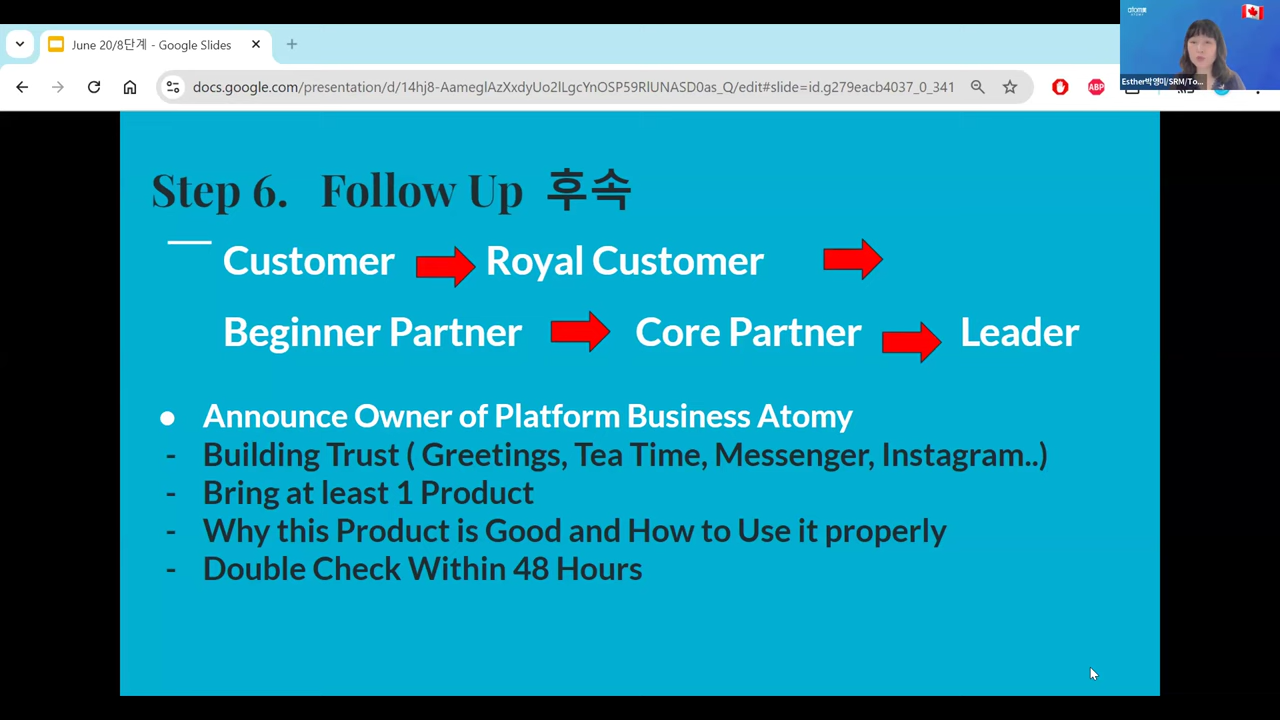 June 20/8단계 - Google Slides
docs.google.com/presentation/d/14hj8-AamegJAzXxdyUo2lLgcYnOSP59RlUNASD0as_Q/edit#slide=id.g279eacb4037_0_341
ABP
atom
Esther박영미/SRM/To...
Step 6. Follow Up 후속
Customer Royal Customer
Beginner Partner Core Partner Leader
● Announce Owner of Platform Business Atomy
- Building Trust ( Greetings, Tea Time, Messenger, Instagram..)
- Bring at least 1 Product
- Why this Product is Good and How to Use it properly
- Double Check Within 48 Hours